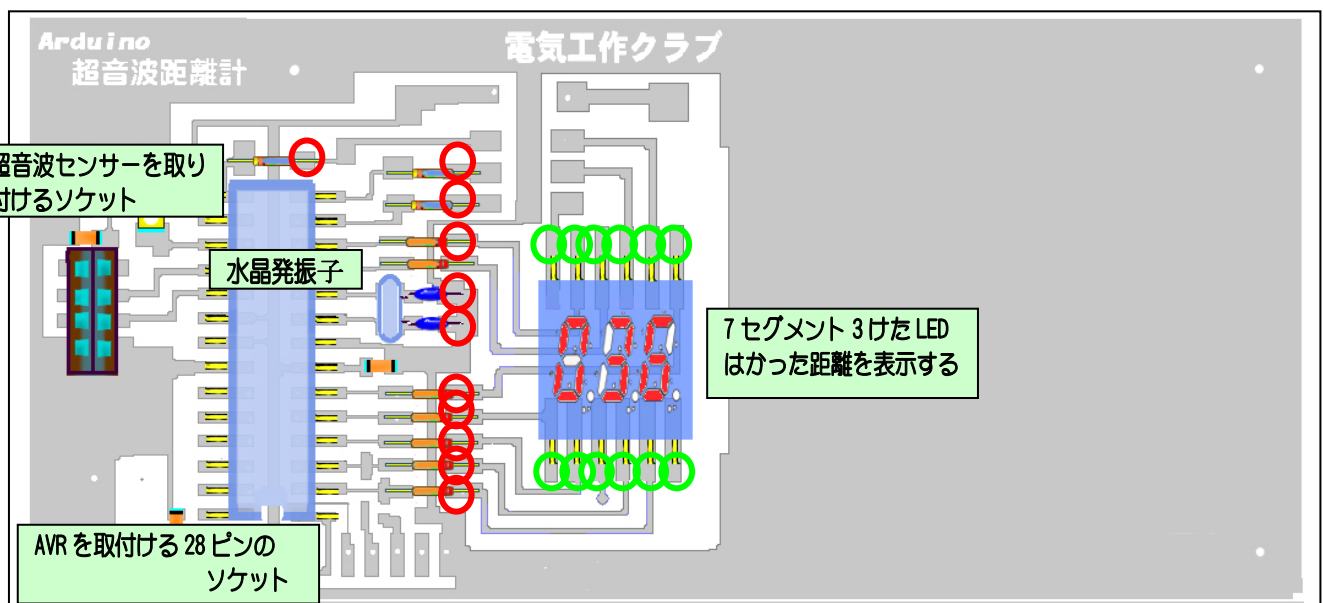 Arduino
超音波距離計
電気工作クラブ
超音波センサーを取り
付けるソケット
水晶発振子
7セグメント3けたLED
はかった距離を表示する
AVRを取付ける28ピンの
ソケット